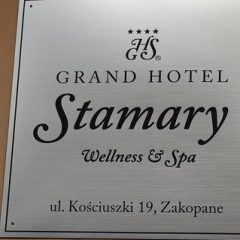 ★★★★
GHS®
GRAND HOTEL
Stamary
Wellness & Spa
ul. Kościuszki 19, Zakopane